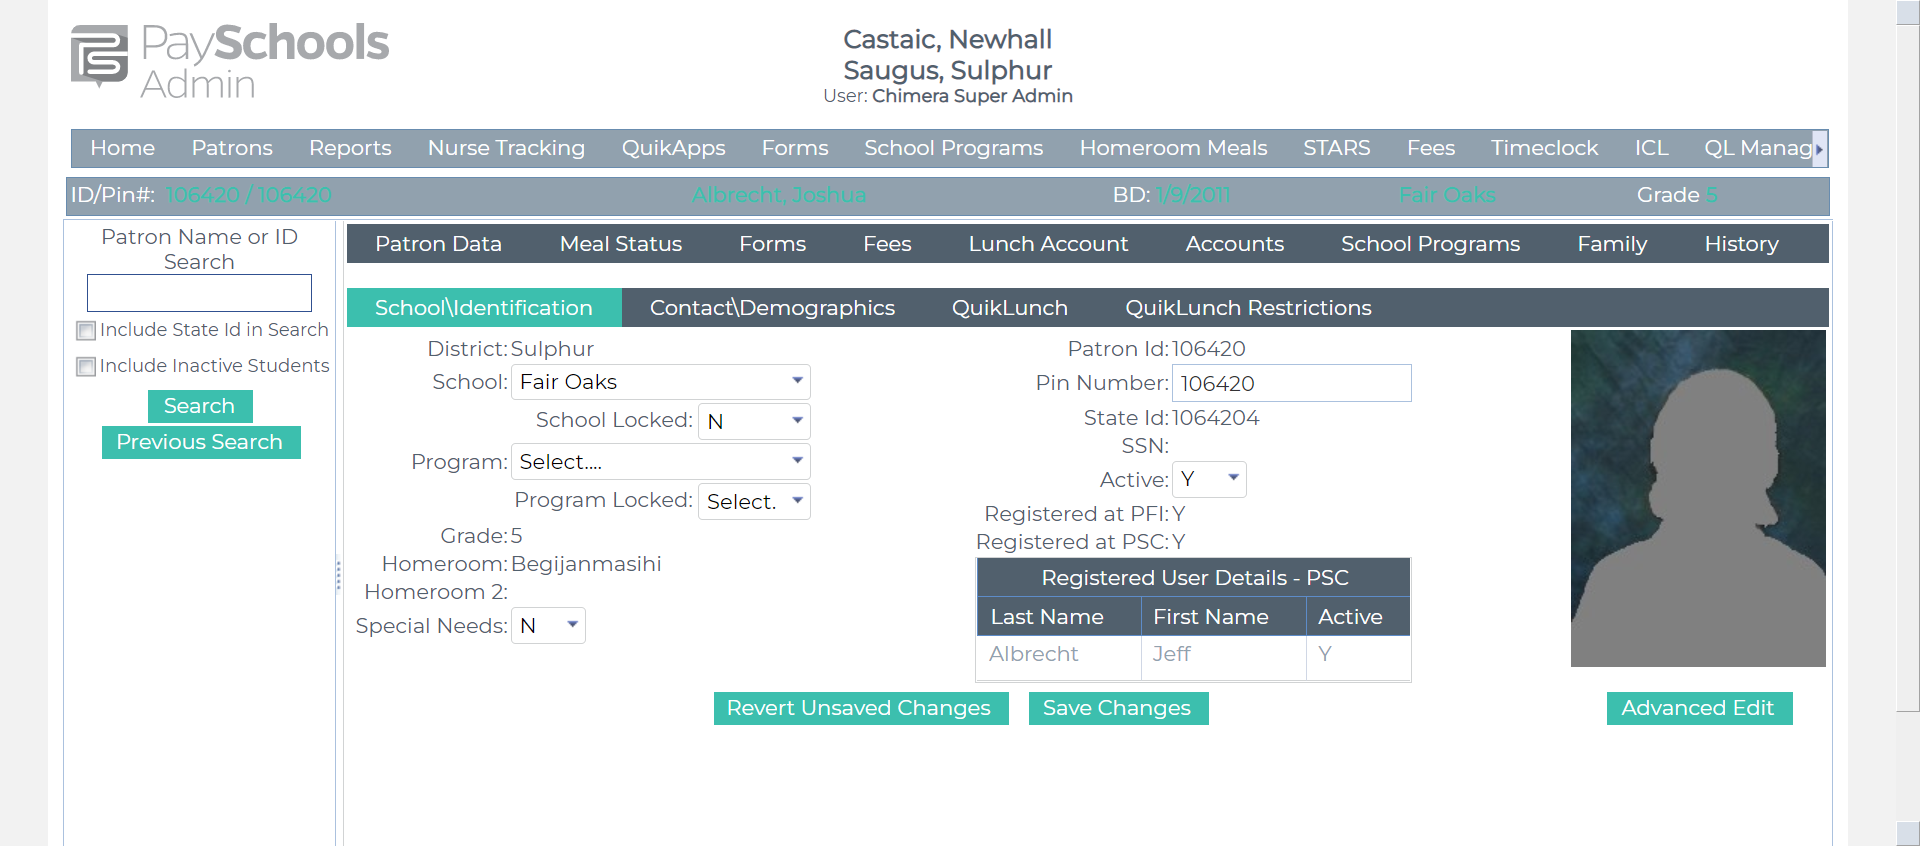 PaySchools
Admin
Castaic, Newhall
Saugus, Sulphur
User: Chimera Super Admin
Home Patrons Reports Nurse Tracking QuikApps Forms School Programs Homeroom Meals STARS Fees Timeclock ICL QL Manag
ID/Pin#: 106420 / 106420 Albrecht, Joshua BD: 1/9/2011 Fair Oaks Grade 5
Patron Name or ID
Search
Include State Id in Search
Include Inactive Students
Search
Previous Search
Patron Data Meal Status Forms Fees Lunch Account Accounts School Programs Family History
School\Identification Contact\Demographics QuikLunch QuikLunch Restrictions
District: Sulphur
School: Fair Oaks
School Locked: N
Program: Select....
Program Locked: Select.
Grade: 5
Homeroom: Begijanmasihi
Homeroom 2:
Special Needs: N
Patron Id: 106420
Pin Number: 106420
State Id: 1064204
SSN:
Active: Y
Registered at PFI: Y
Registered at PSC: Y
Registered User Details - PSC
Last Name First Name Active
Albrecht Jeff Y
Revert Unsaved Changes Save Changes Advanced Edit